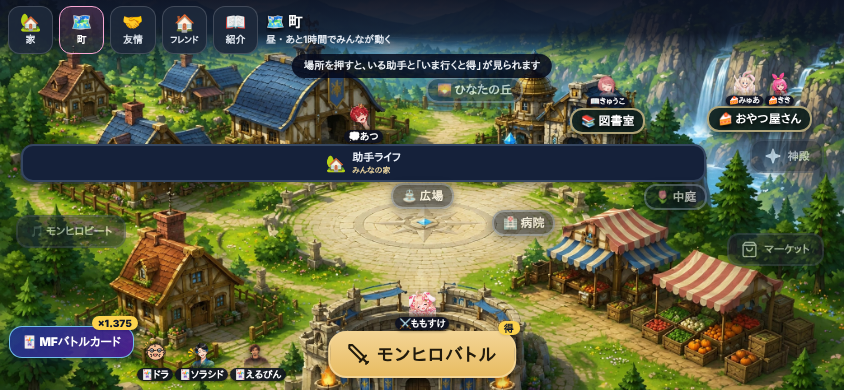 家
町
友情
フレンド
紹介
町
昼・あと1時間でみんなが動く
場所を押すと、いる助手と「いま行くと得」が見られます
ひなたの丘
きゅうこ
図書室
みゅあ
きき
おやつ屋さん
あつ
助手ライフ
みんなの家
神殿
広場
中庭
病院
モンヒロビート
マーケット
ももすけ
得
モンヒロバトル
×1.375
MFバトルカード
ドラ
ソラシド
えるぴん